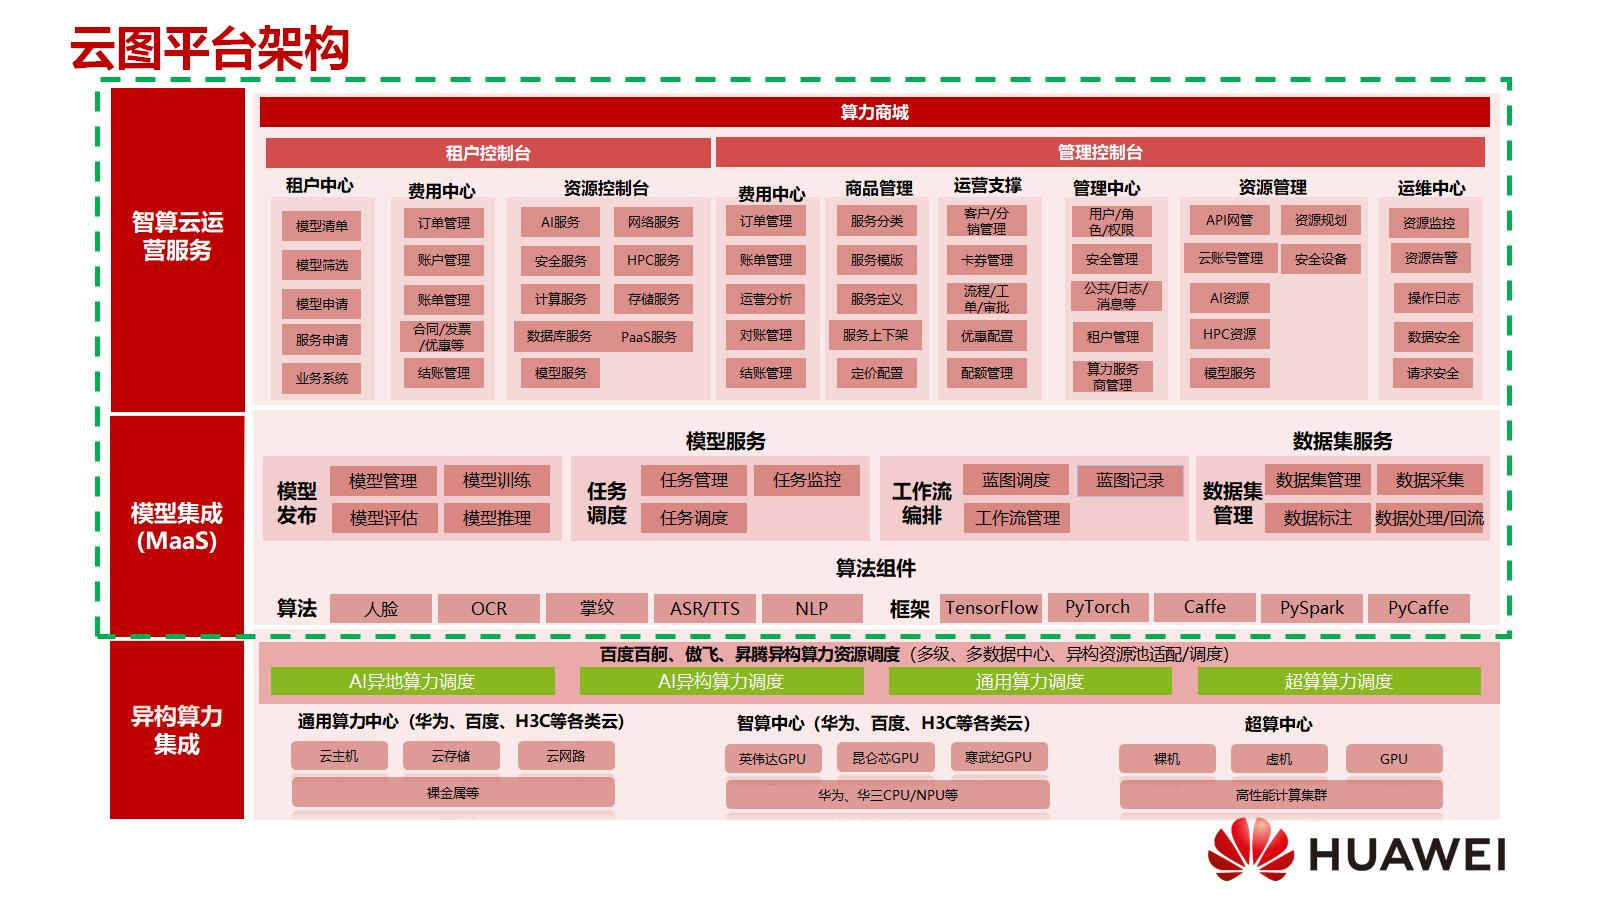 云图平台架构
智算云运
营服务
算力商城
租户控制台
管理控制台
租户中心
模型清单
模型筛选
模型申请
服务申请
业务系统
费用中心
订单管理
账户管理
账单管理
合同/发票
/优惠等
结账管理
资源控制台
AI服务
网络服务
安全服务
HPC服务
计算服务
存储服务
数据库服务
PaaS服务
模型服务
费用中心
订单管理
账单管理
运营分析
对账管理
结账管理
商品管理
服务分类
服务模版
服务定义
服务上下架
定价配置
运营支撑
客户/分
销管理
卡券管理
流程/工
单/审批
优惠配置
配额管理
管理中心
用户/角
色/权限
安全管理
公共/日志/
消息等
租户管理
算力服务
商管理
资源管理
API网管
资源规划
云账号管理
安全设备
AI资源
HPC资源
模型服务
运维中心
资源监控
资源告警
操作日志
数据安全
请求安全
模型集成
(MaaS)
模型服务
数据集服务
模型
发布
模型管理
模型训练
模型评估
模型推理
任务
调度
任务管理
任务监控
任务调度
工作流
编排
蓝图调度
蓝图记录
工作流管理
数据集
管理
数据集管理
数据采集
数据标注
数据处理/回流
算法组件
算法
人脸
OCR
掌纹
ASR/TTS
NLP
框架
TensorFlow
PyTorch
Caffe
PySpark
PyCaffe
异构算力
集成
百度百舸、傲飞、昇腾异构算力资源调度（多级、多数据中心、异构资源池适配/调度）
AI异地算力调度
AI异构算力调度
通用算力调度
超算算力调度
通用算力中心（华为、百度、H3C等各类云）
云主机
云存储
云网路
裸金属等
智算中心（华为、百度、H3C等各类云）
英伟达GPU
昆仑芯GPU
寒武纪GPU
华为、华三CPU/NPU等
超算中心
裸机
虚机
GPU
高性能计算集群
HUAWEI